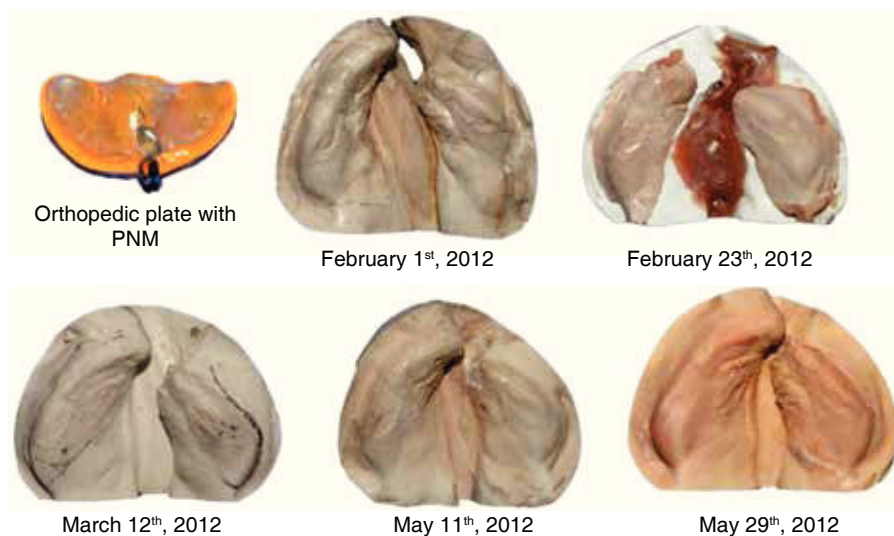 Orthopedic plate with
PNM
February 1st, 2012
February 23th, 2012
March 12th, 2012
May 11th, 2012
May 29th, 2012